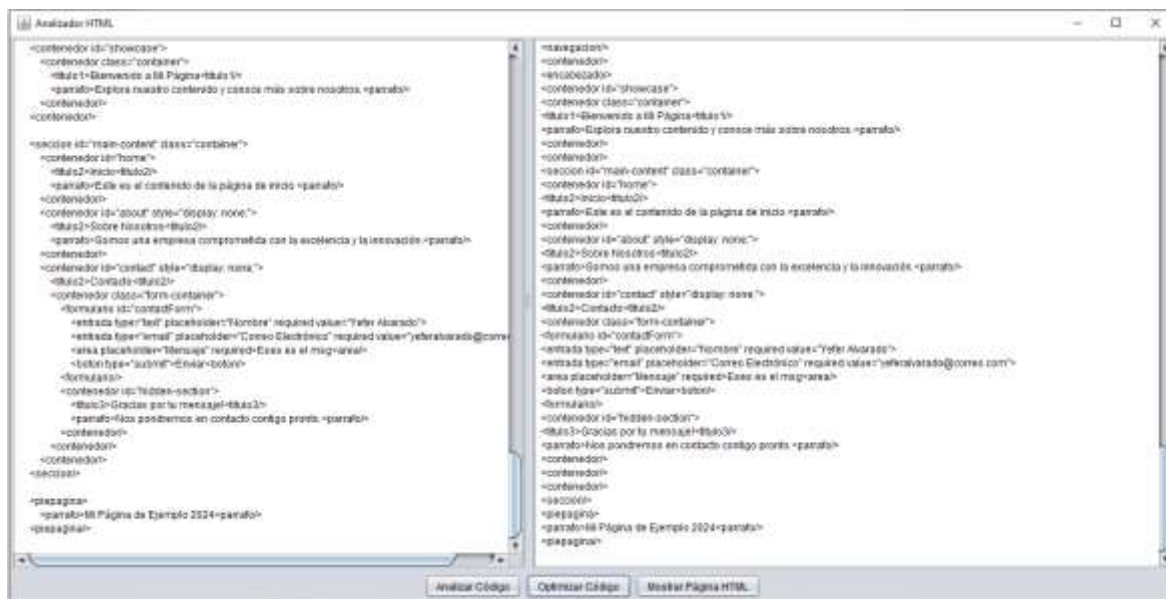 Analizador HTML
<contenedor id="showcase">
<contenedor class="container">
<titulo1>Bienvenido a Mi Página<titulo1/>
<parrafo>Explora nuestro contenido y conoce más sobre nosotros.<parrafo/>
<contenedor/>
<contenedor/>
<seccion id="main-content" class="container">
<contenedor id="home">
<titulo2>Inicio<titulo2/>
<parrafo>Este es el contenido de la página de inicio.<parrafo/>
<contenedor/>
<contenedor id="about" style="display: none;">
<titulo2>Sobre Nosotros<titulo2/>
<parrafo>Somos una empresa comprometida con la excelencia y la innovación.<parrafo/>
<contenedor/>
<contenedor id="contact" style="display: none;">
<titulo2>Contacto<titulo2/>
<contenedor class="form-container">
<formulario id="contactForm">
<entrada type="text" placeholder="Nombre" required value="Yefer Alvarado">
<entrada type="email" placeholder="Correo Electrónico" required value="yeferalvarado@correo
<area placeholder="Mensaje" required>Eses es el msg<area/>
<boton type="submit">Enviar<boton/>
<formulario/>
<contenedor id="hidden-section">
<titulo3>Gracias por tu mensaje!<titulo3/>
<parrafo>Nos pondremos en contacto contigo pronto.<parrafo/>
<contenedor/>
<contenedor/>
<contenedor/>
<seccion/>
<piepagina>
<parrafo>Mi Página de Ejemplo 2024<parrafo/>
<piepagina/>
<navegacion/>
<contenedor/>
<encabezado/>
<contenedor id="showcase">
<contenedor class="container">
<titulo1>Bienvenido a Mi Página<titulo1/>
<parrafo>Explora nuestro contenido y conoce más sobre nosotros.<parrafo/>
<contenedor/>
<contenedor/>
<seccion id="main-content" class="container">
<contenedor id="home">
<titulo2>Inicio<titulo2/>
<parrafo>Este es el contenido de la página de inicio.<parrafo/>
<contenedor/>
<contenedor id="about" style="display: none;">
<titulo2>Sobre Nosotros<titulo2/>
<parrafo>Somos una empresa comprometida con la excelencia y la innovación.<parrafo/>
<contenedor/>
<contenedor id="contact" style="display: none;">
<titulo2>Contacto<titulo2/>
<contenedor class="form-container">
<formulario id="contactForm">
<entrada type="text" placeholder="Nombre" required value="Yefer Alvarado">
<entrada type="email" placeholder="Correo Electrónico" required value="yeferalvarado@correo.com">
<area placeholder="Mensaje" required>Eses es el msg<area/>
<boton type="submit">Enviar<boton/>
<formulario/>
<contenedor id="hidden-section">
<titulo3>Gracias por tu mensaje!<titulo3/>
<parrafo>Nos pondremos en contacto contigo pronto.<parrafo/>
<contenedor/>
<contenedor/>
<contenedor/>
<seccion/>
<piepagina>
<parrafo>Mi Página de Ejemplo 2024<parrafo/>
<piepagina/>
Analizar Código
Optimizar Código
Mostrar Página HTML